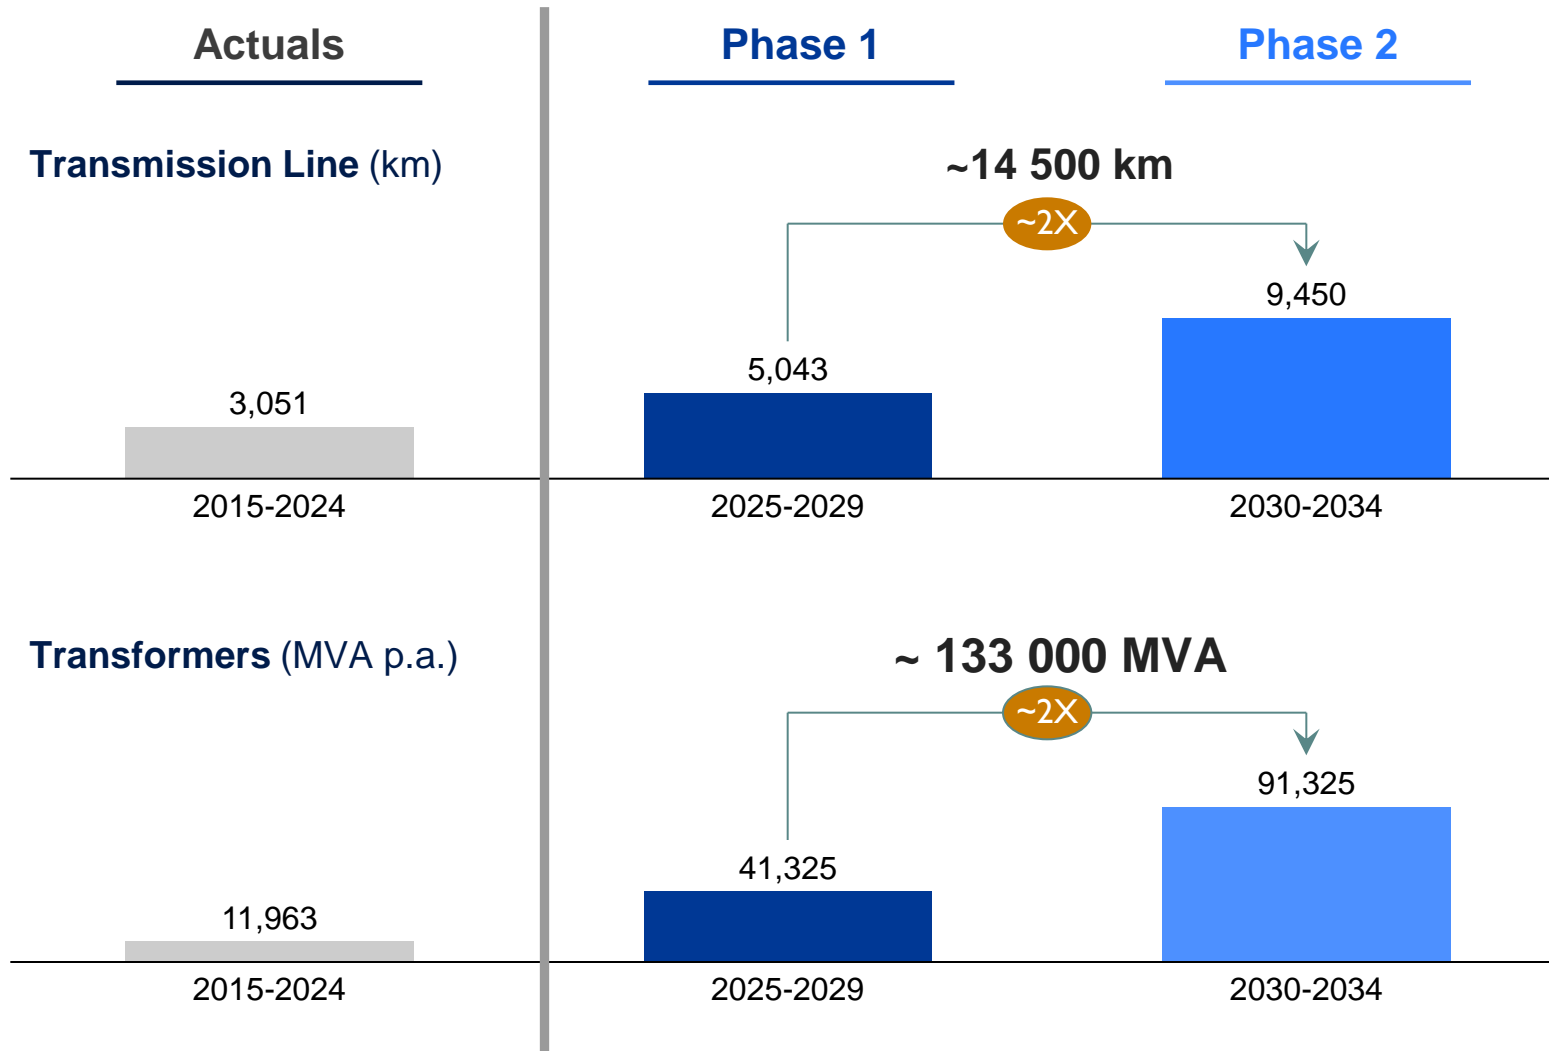 Actuals
Phase 1
Phase 2
Transmission Line (km)
~14 500 km
~2X
9,450
5,043
3,051
2015-2024
2025-2029
2030-2034
Transformers (MVA p.a.)
~ 133 000 MVA
~2X
91,325
41,325
11,963
2015-2024
2025-2029
2030-2034